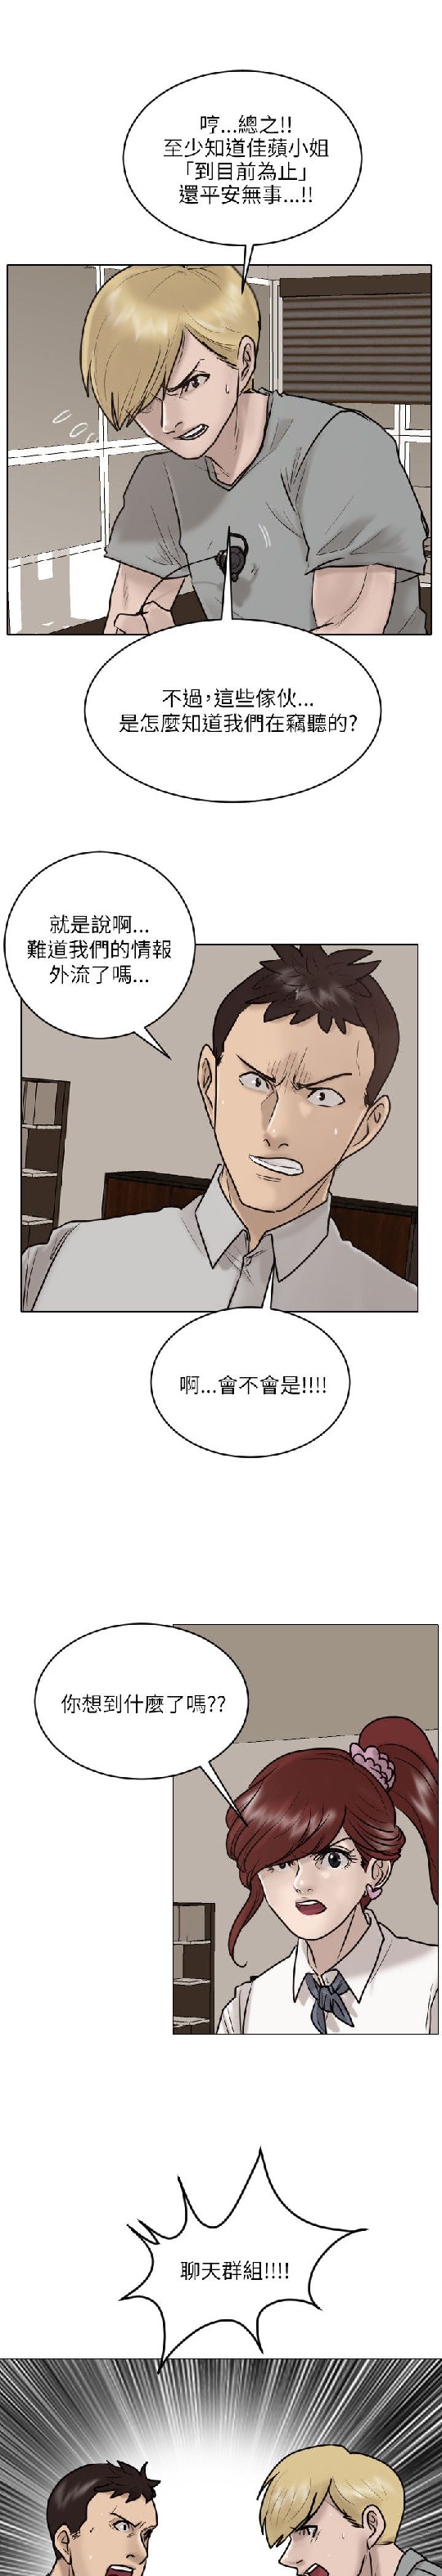 哼...總之!!
至少知道佳蘋小姐
「到目前為止」
還平安無事...!!
不過，這些傢伙...
是怎麼知道我們在竊聽的?
就是說啊...
難道我們的情報
外流了嗎...
啊...會不會是!!!!
你想到什麼了嗎??
聊天群組!!!!